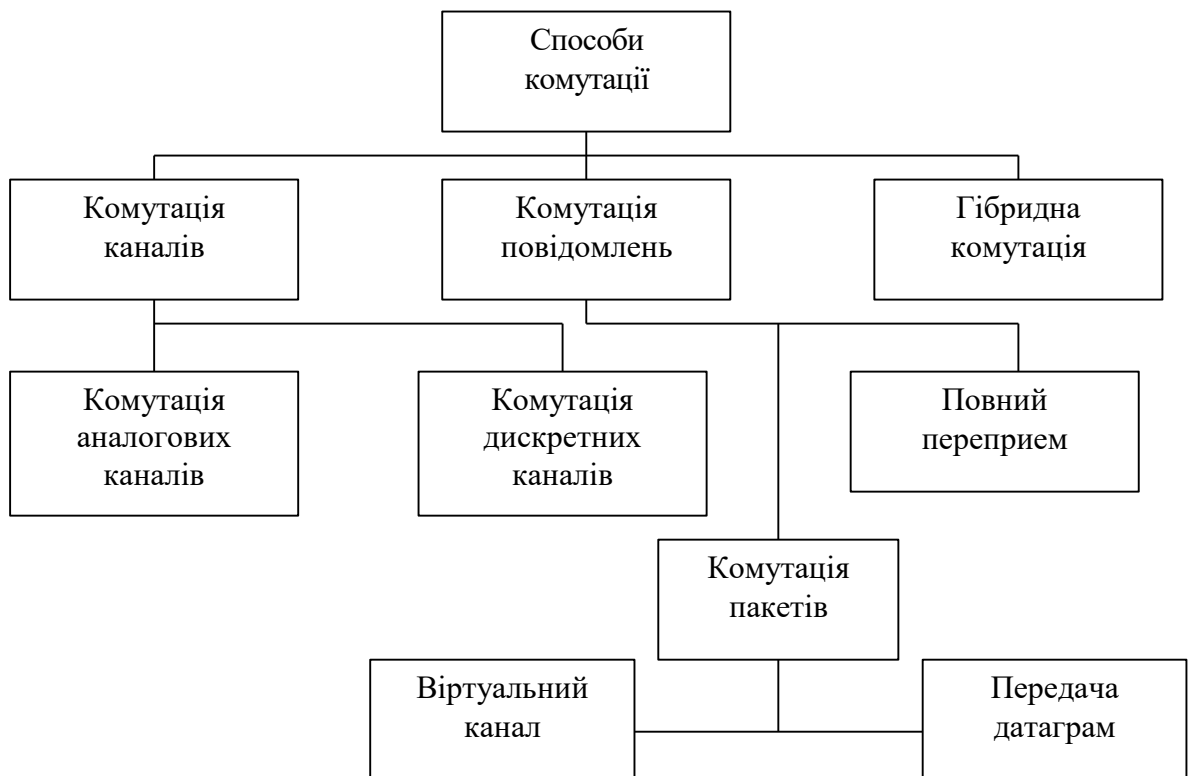 Способи
комутації
Комутація
каналів
Комутація
повідомлень
Гібридна
комутація
Комутація
аналогових
каналів
Комутація
дискретних
каналів
Повний
переприем
Комутація
пакетів
Віртуальний
канал
Передача
датаграм